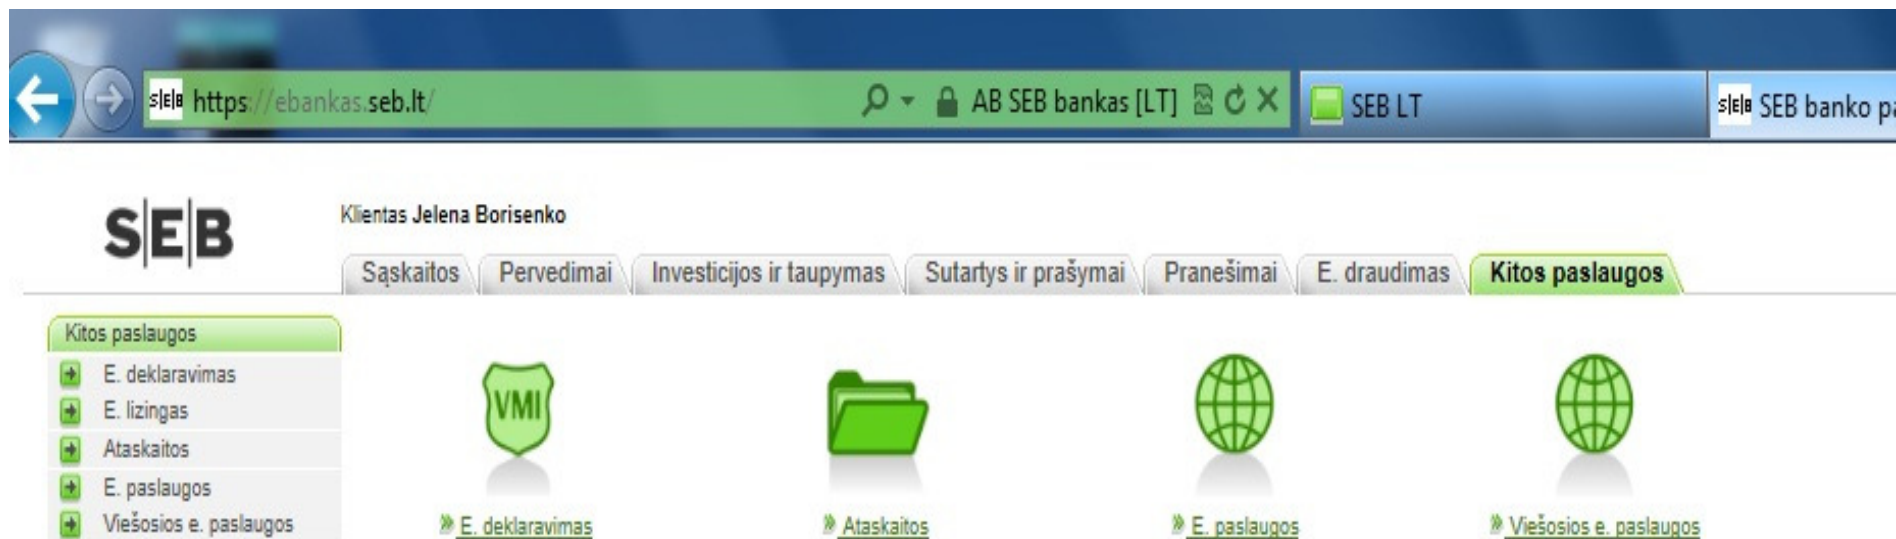 S|E|B https://ebankas.seb.lt/ AB SEB bankas [LT] SEB LT S|E|B SEB banko
S|E|B
Klientas Jelena Borisenko
Sąskaitos Pervedimai Investicijos ir taupymas Sutartys ir prašymai Pranešimai E. draudimas Kitos paslaugos
Kitos paslaugos
E. deklaravimas
E. lizingas
Ataskaitos
E. paslaugos
Viešosios e. paslaugos
VMI
E. deklaravimas Ataskaitos E. paslaugos Viešosios e. paslaugos